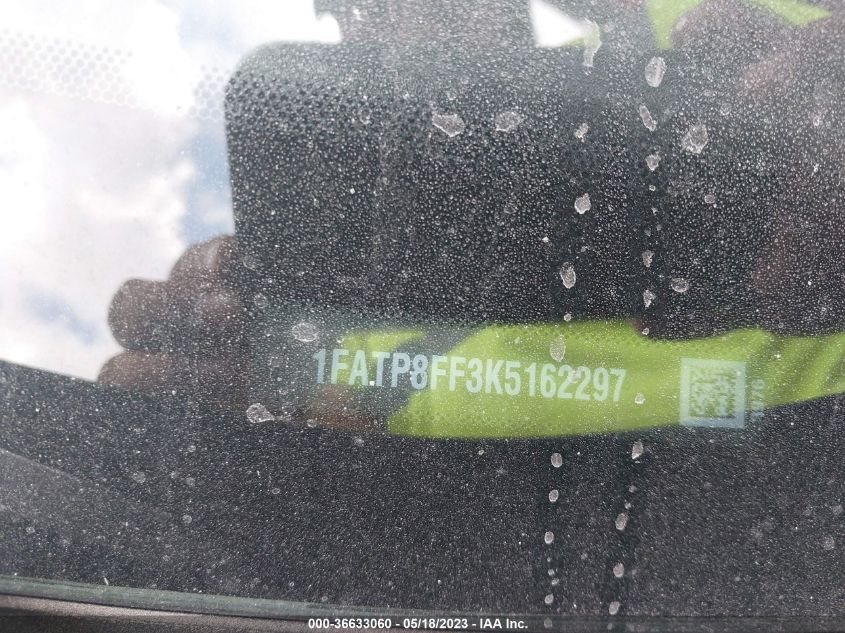 1FATP8FF3K5162297
000-36633060 - 05/18/2023 - IAA Inc.